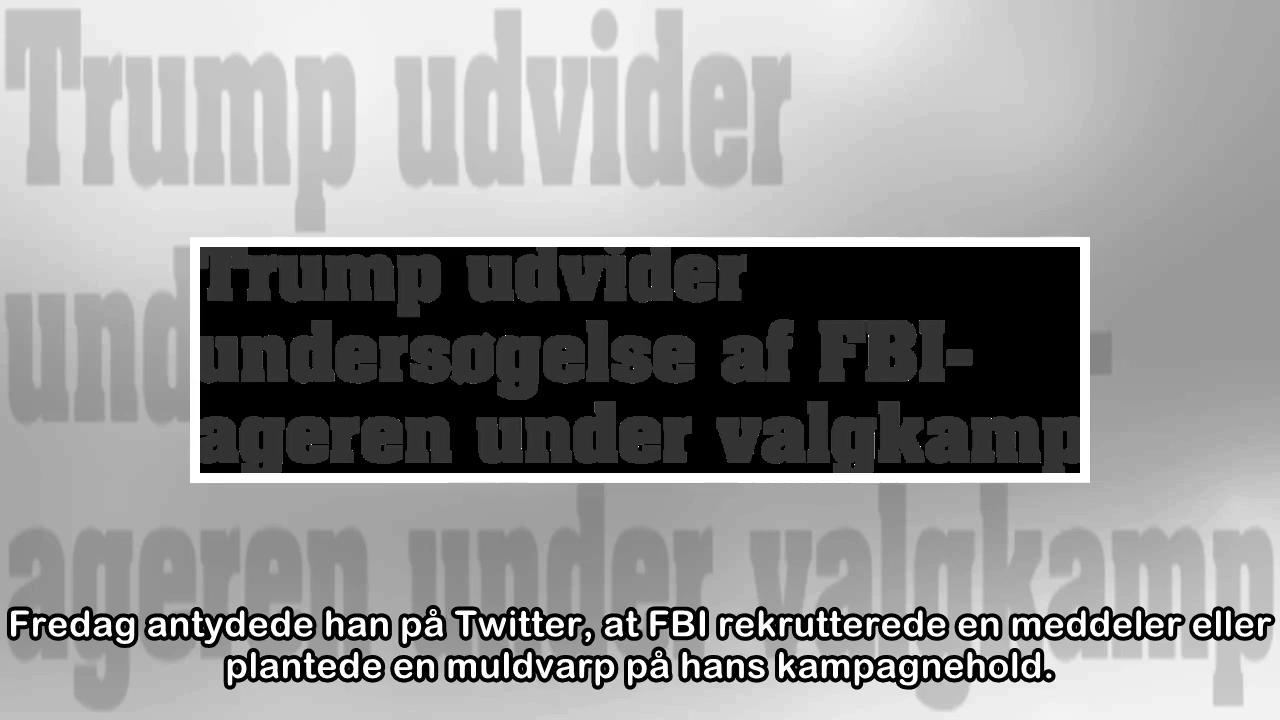 Trump udvider
und
-
ageren under valgkamp
Trump udvider
undersøgelse af FBI-
ageren under valgkamp
Fredag antydede han på Twitter, at FBI rekrutterede en meddeler eller
plantede en muldvarp på hans kampagnehold.